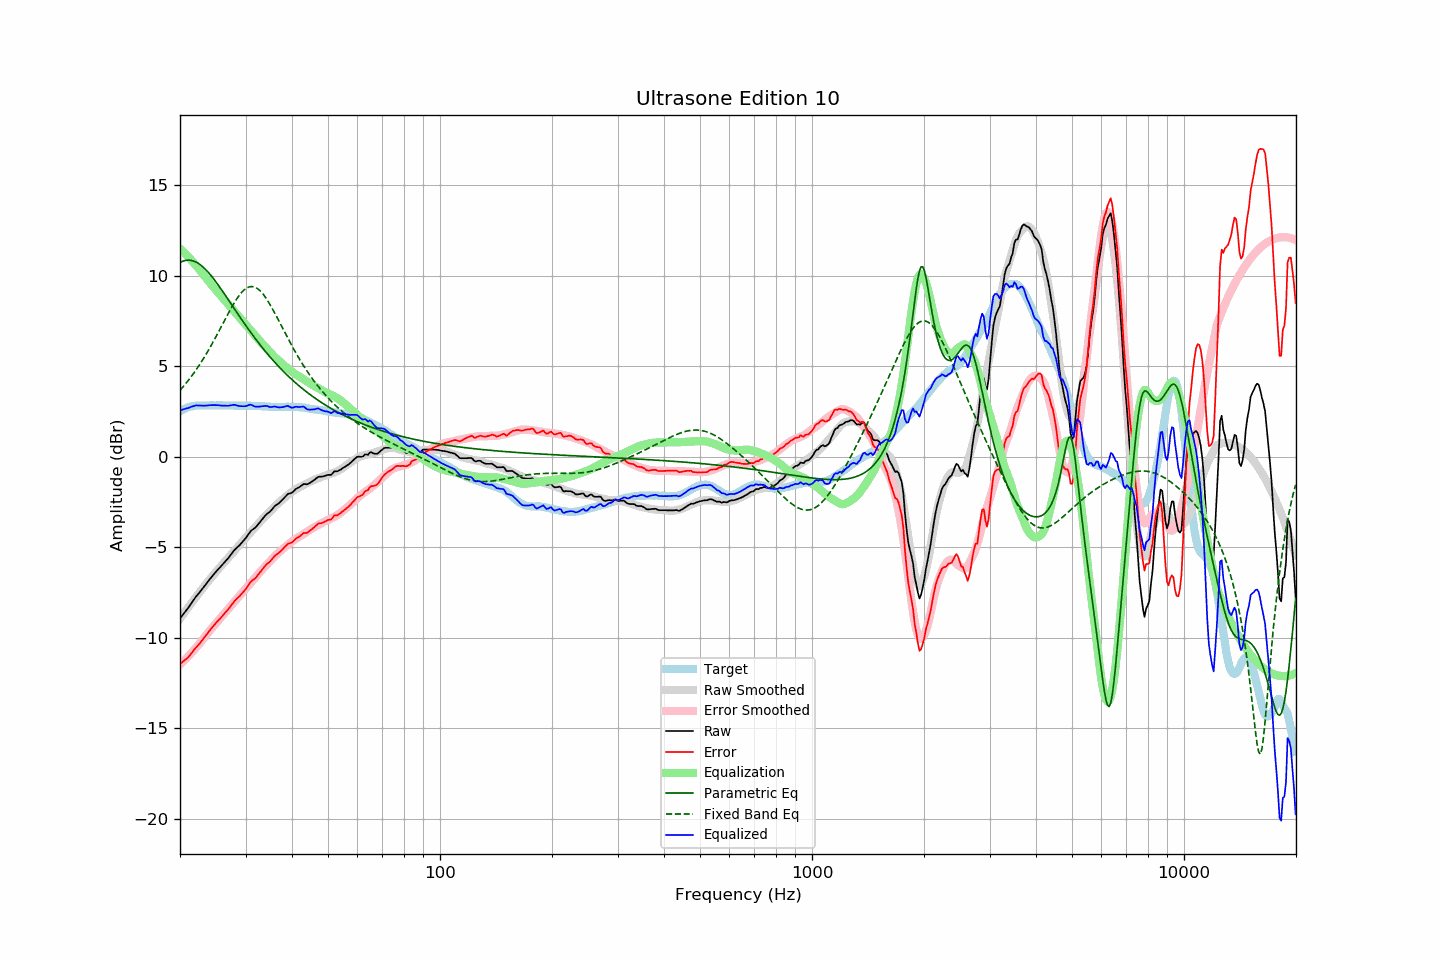 Ultrasone Edition 10
Amplitude (dBr)
15
10
5
0
−5
−10
−15
−20
Target
Raw Smoothed
Error Smoothed
Raw
Error
Equalization
Parametric Eq
Fixed Band Eq
Equalized
100
1000
10000
Frequency (Hz)